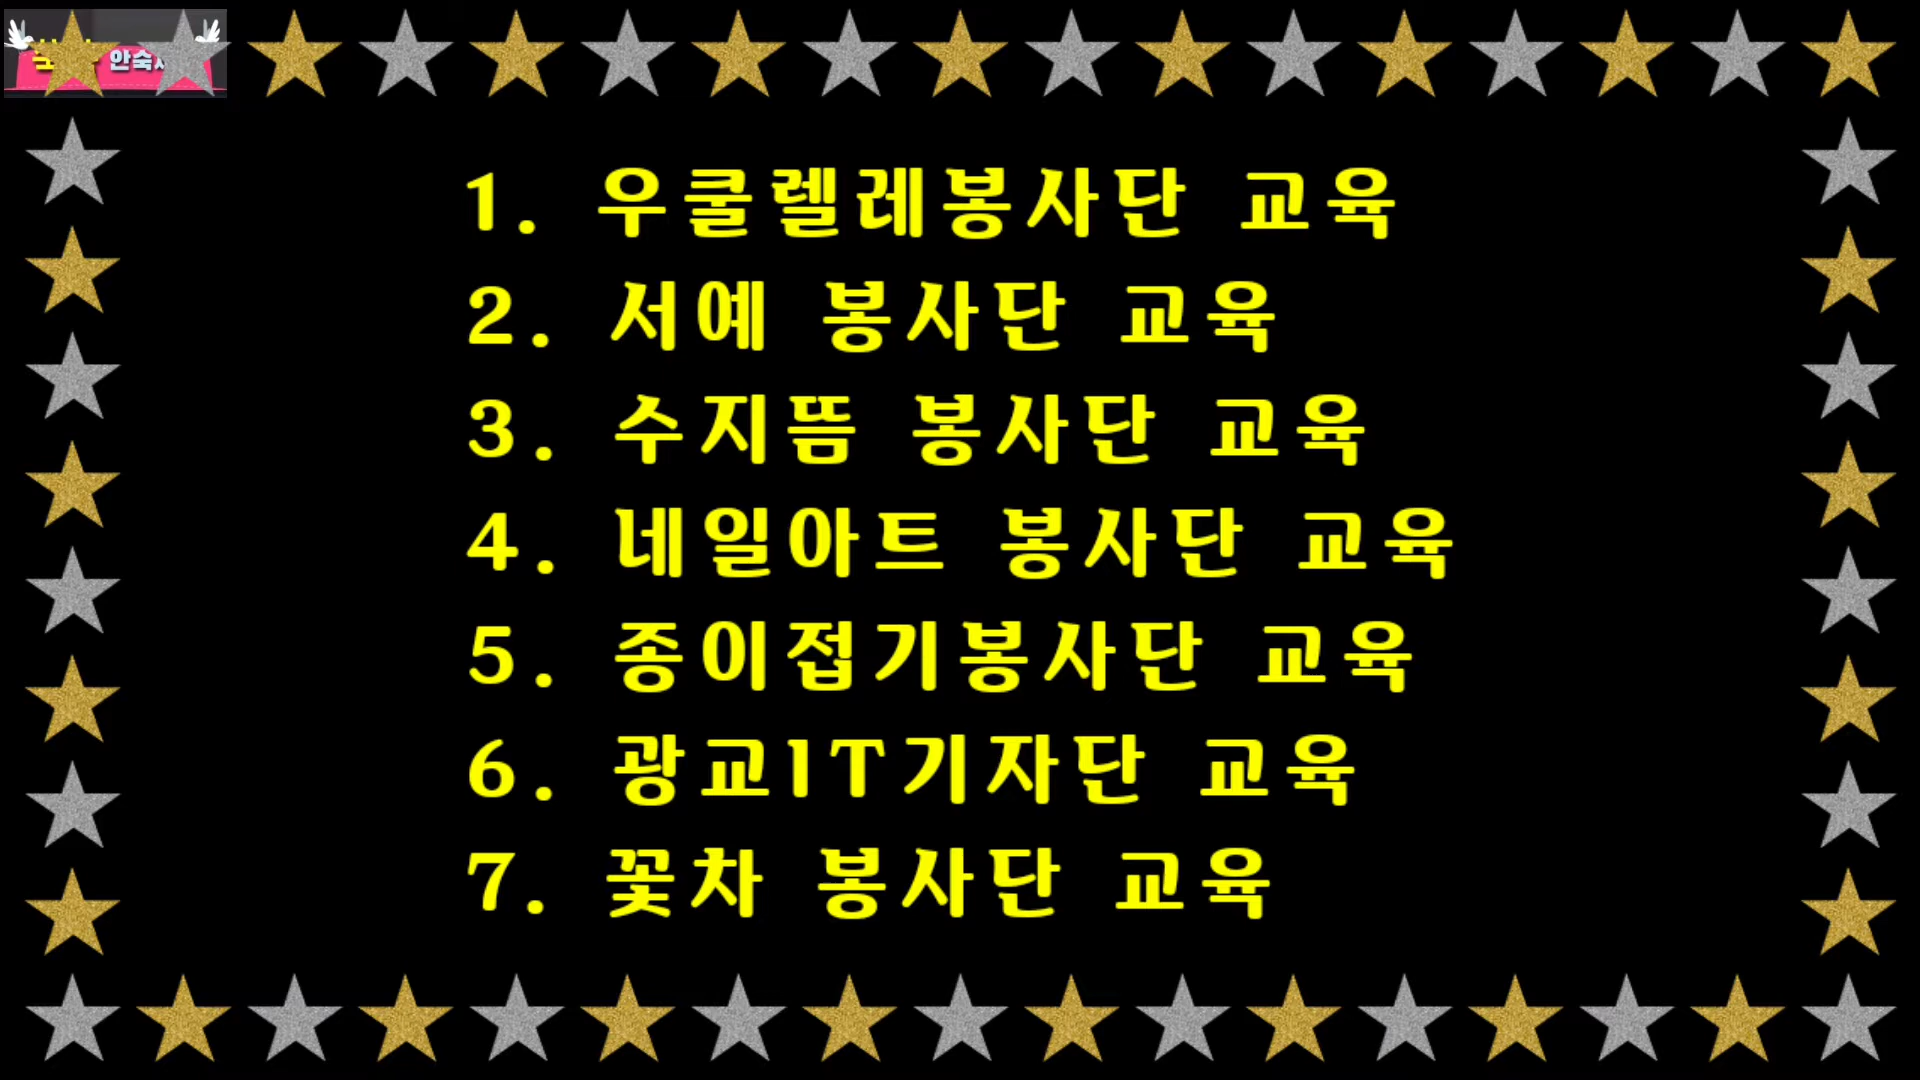 1. 우쿨렐레봉사단 교육
2. 서예 봉사단 교육
3. 수지뜸 봉사단 교육
4. 네일아트 봉사단 교육
5. 종이접기봉사단 교육
6. 광교IT기자단 교육
7. 꽃차 봉사단 교육